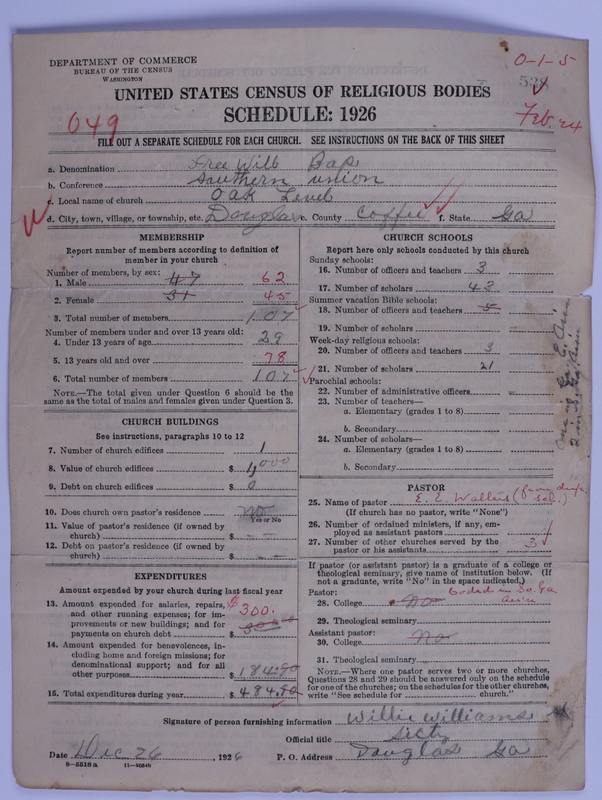 DEPARTMENT OF COMMERCE
BUREAU OF THE CENSUS
WASHINGTON
0-1-5
UNITED STATES CENSUS OF RELIGIOUS BODIES
SCHEDULE: 1926
049
Feb. 24
FILL OUT A SEPARATE SCHEDULE FOR EACH CHURCH. SEE INSTRUCTIONS ON THE BACK OF THIS SHEET
a. Denomination Free Will Bap
b. Conference Southern union
c. Local name of church Oak Level
d. City, town, village, or township, etc. Douglas e. County Coffee f. State Ga
MEMBERSHIP
Report number of members according to definition of
member in your church
Number of members, by sex:
1. Male 47 62
2. Female 31 45
3. Total number of members 107
Number of members under and over 13 years old:
4. Under 13 years of age 29
5. 13 years old and over 78
6. Total number of members 107
NOTE.—The total given under Question 6 should be
same as the total of males and females given under Question 3.
CHURCH BUILDINGS
See instructions, paragraphs 10 to 12
7. Number of church edifices 1
8. Value of church edifices $ 1,000
9. Debt on church edifices $ 0
10. Does church own pastor's residence no
Yes or No
11. Value of pastor's residence (if owned by
church) $ - -
12. Debt on pastor's residence (if owned by
church) $ - -
EXPENDITURES
Amount expended by your church during last fiscal year
13. Amount expended for salaries, repairs,
and other running expenses; for im-
provements or new buildings; and for
payments on church debt $ 300.
14. Amount expended for benevolences, in-
cluding home and foreign missions; for
denominational support; and for all
other purposes $ 184.00
15. Total expenditures during year $ 484.00
CHURCH SCHOOLS
Report here only schools conducted by this church
Sunday schools:
16. Number of officers and teachers 3
17. Number of scholars 43
Summer vacation Bible schools:
18. Number of officers and teachers 5
19. Number of scholars
Week-day religious schools:
20. Number of officers and teachers 3
21. Number of scholars 21
Parochial schools:
22. Number of administrative officers
23. Number of teachers—
a. Elementary (grades 1 to 8)
b. Secondary
24. Number of scholars—
a. Elementary (grades 1 to 8)
b. Secondary
PASTOR
25. Name of pastor E. E. Walters (from dup. sch.)
(If church has no pastor, write "None")
26. Number of ordained ministers, if any, em-
ployed as assistant pastors
27. Number of other churches served by the
pastor or his assistants 3
If pastor (or assistant pastor) is a graduate of a college or
theological seminary, give name of institution below. (If
not a graduate, write "No" in the space indicated.)
Pastor:
28. College No
29. Theological seminary
Assistant pastor:
30. College No
31. Theological seminary
NOTE.—Where one pastor serves two or more churches,
Questions 28 and 29 should be answered only on the schedule
for one of the churches; on the schedules for the other churches,
write "See schedule for church."
Signature of person furnishing information Willie Williams
Official title Sect.
Date Dec 26, 1926 P. O. Address Douglas Ga
8-5518a 11-9054b